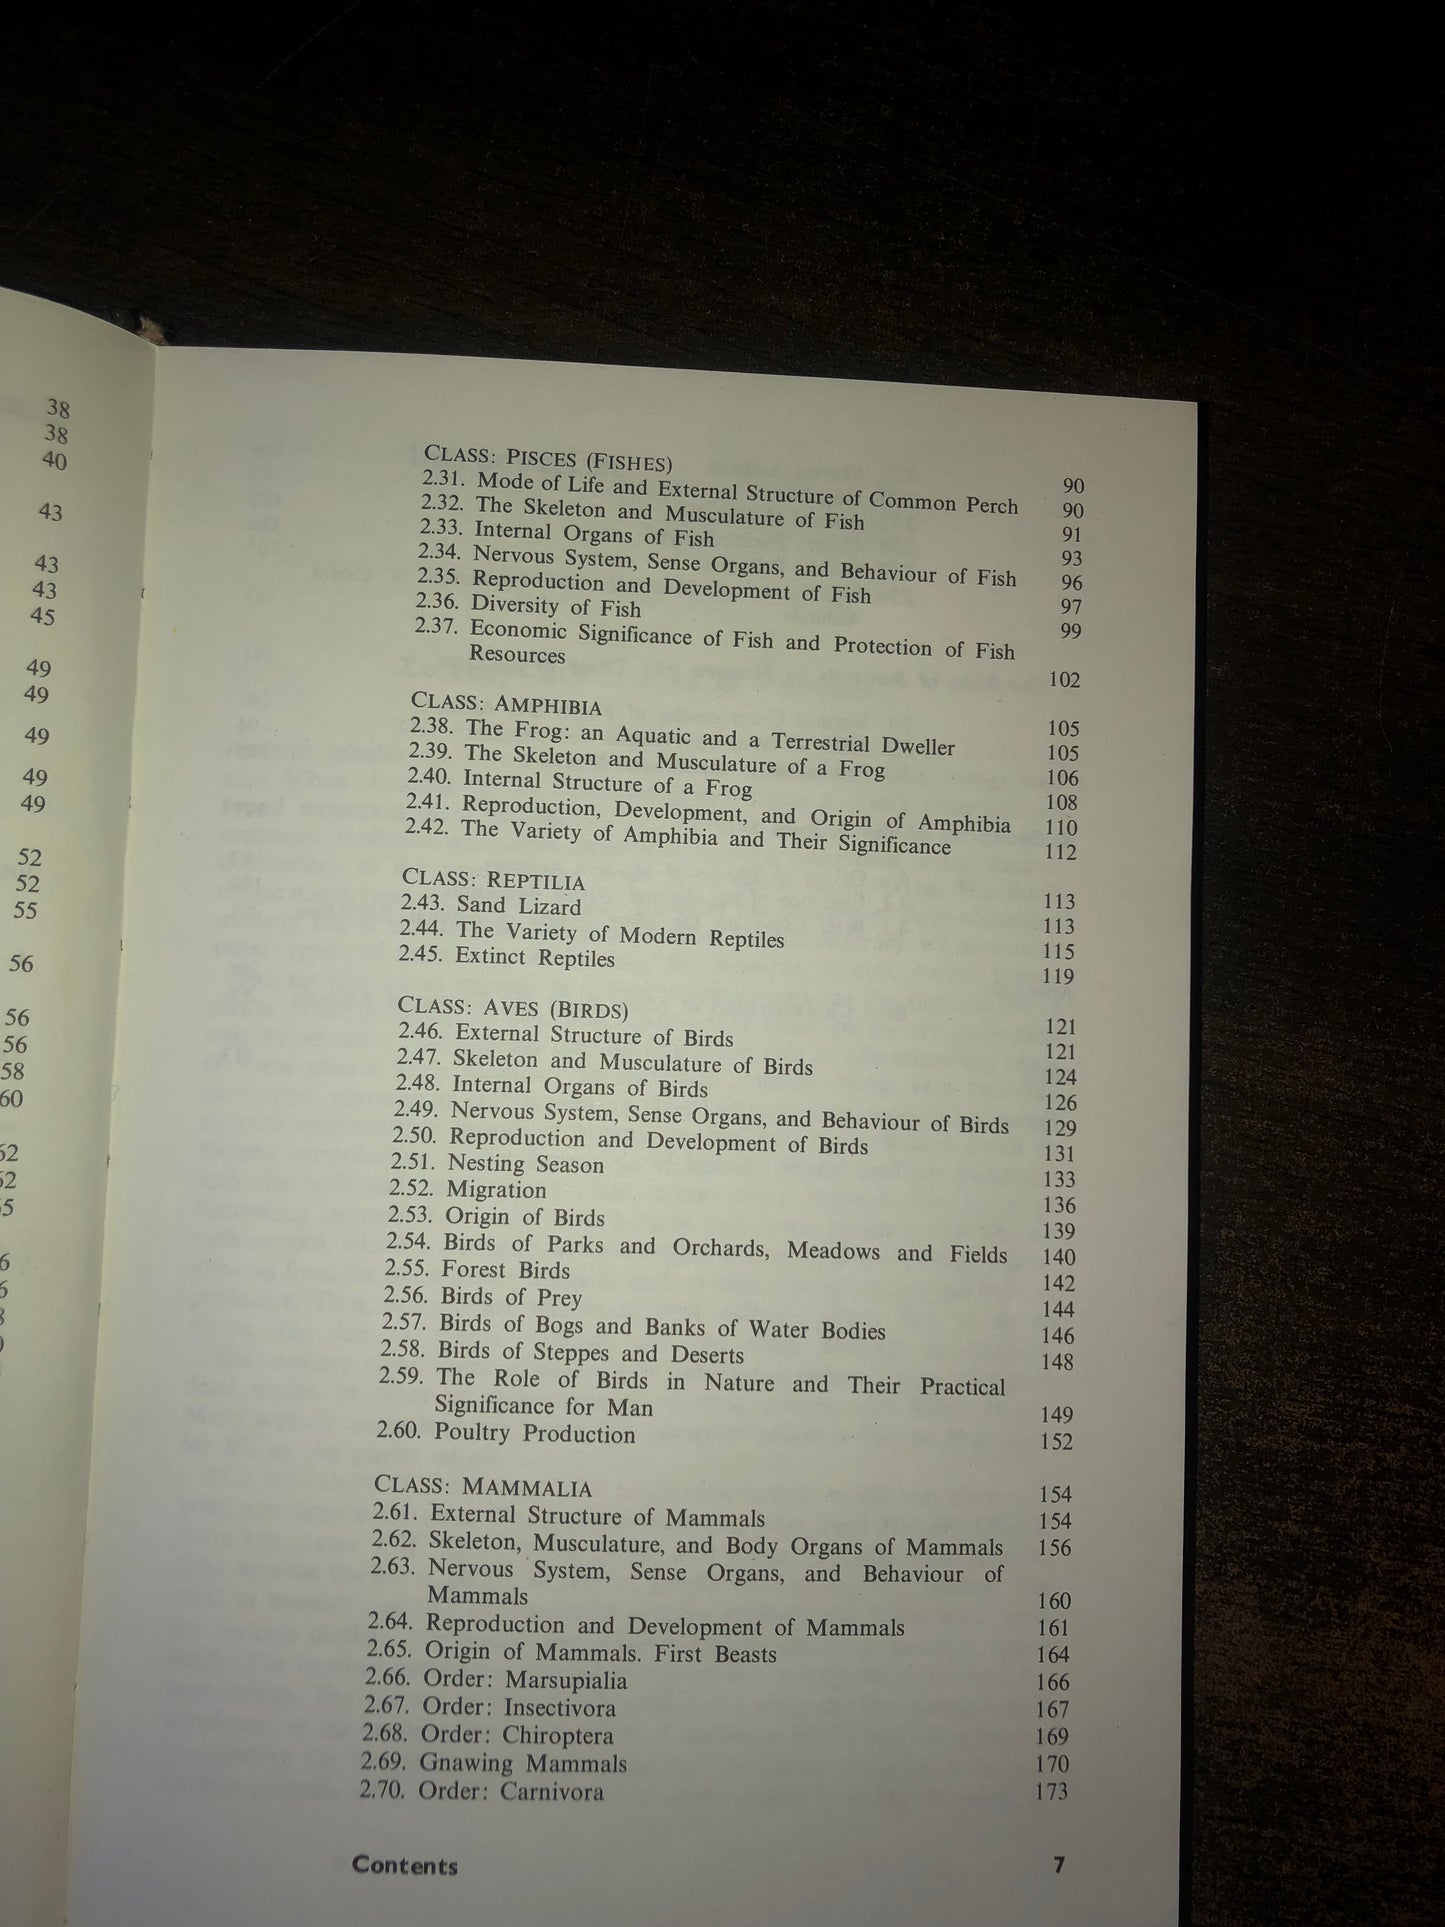 38
38
40
43
43
43
45
49
49
49
49
49
52
52
55
56
56
56
58
60
CLASS: PISCES (FISHES) 90
2.31. Mode of Life and External Structure of Common Perch 90
2.32. The Skeleton and Musculature of Fish 91
2.33. Internal Organs of Fish 93
2.34. Nervous System, Sense Organs, and Behaviour of Fish 96
2.35. Reproduction and Development of Fish 97
2.36. Diversity of Fish 99
2.37. Economic Significance of Fish and Protection of Fish
Resources 102
CLASS: AMPHIBIA 105
2.38. The Frog: an Aquatic and a Terrestrial Dweller 105
2.39. The Skeleton and Musculature of a Frog 106
2.40. Internal Structure of a Frog 108
2.41. Reproduction, Development, and Origin of Amphibia 110
2.42. The Variety of Amphibia and Their Significance 112
CLASS: REPTILIA 113
2.43. Sand Lizard 113
2.44. The Variety of Modern Reptiles 115
2.45. Extinct Reptiles 119
CLASS: AVES (BIRDS) 121
2.46. External Structure of Birds 121
2.47. Skeleton and Musculature of Birds 124
2.48. Internal Organs of Birds 126
2.49. Nervous System, Sense Organs, and Behaviour of Birds 129
2.50. Reproduction and Development of Birds 131
2.51. Nesting Season 133
2.52. Migration 136
2.53. Origin of Birds 139
2.54. Birds of Parks and Orchards, Meadows and Fields 140
2.55. Forest Birds 142
2.56. Birds of Prey 144
2.57. Birds of Bogs and Banks of Water Bodies 146
2.58. Birds of Steppes and Deserts 148
2.59. The Role of Birds in Nature and Their Practical
Significance for Man 149
2.60. Poultry Production 152
CLASS: MAMMALIA 154
2.61. External Structure of Mammals 154
2.62. Skeleton, Musculature, and Body Organs of Mammals 156
2.63. Nervous System, Sense Organs, and Behaviour of
Mammals 160
2.64. Reproduction and Development of Mammals 161
2.65. Origin of Mammals. First Beasts 164
2.66. Order: Marsupialia 166
2.67. Order: Insectivora 167
2.68. Order: Chiroptera 169
2.69. Gnawing Mammals 170
2.70. Order: Carnivora 173
Contents 7